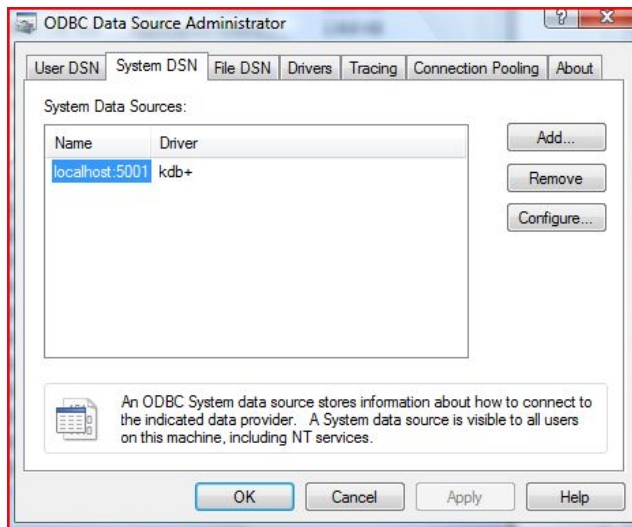 ODBC Data Source Administrator
?
X
User DSN System DSN File DSN Drivers Tracing Connection Pooling About
System Data Sources:
Name Driver
localhost:5001 kdb+
Add...
Remove
Configure...
An ODBC System data source stores information about how to connect to
the indicated data provider. A System data source is visible to all users
on this machine, including NT services.
OK Cancel Apply Help